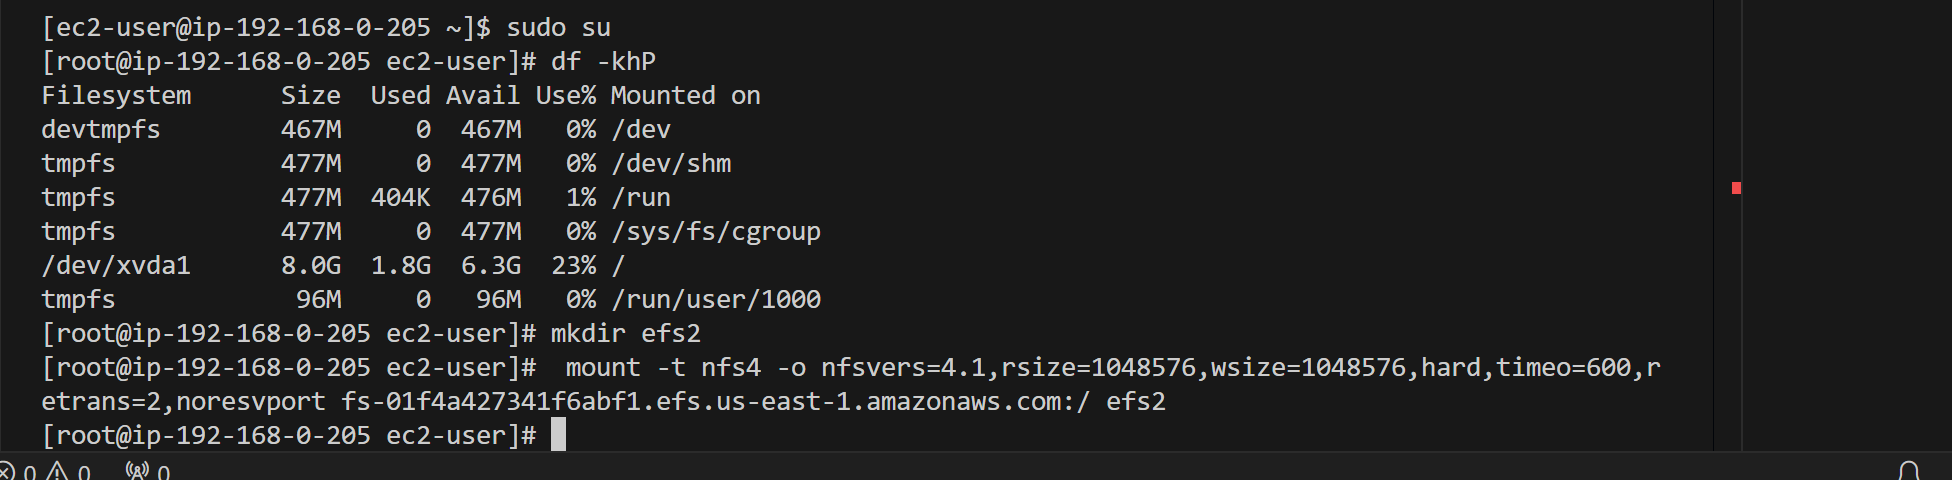 [ec2-user@ip-192-168-0-205 ~]$ sudo su
[root@ip-192-168-0-205 ec2-user]# df -khP
Filesystem      Size  Used Avail Use% Mounted on
devtmpfs        467M     0  467M   0% /dev
tmpfs           477M     0  477M   0% /dev/shm
tmpfs           477M  404K  476M   1% /run
tmpfs           477M     0  477M   0% /sys/fs/cgroup
/dev/xvda1      8.0G  1.8G  6.3G  23% /
tmpfs            96M     0   96M   0% /run/user/1000
[root@ip-192-168-0-205 ec2-user]# mkdir efs2
[root@ip-192-168-0-205 ec2-user]#  mount -t nfs4 -o nfsvers=4.1,rsize=1048576,wsize=1048576,hard,timeo=600,r
etrans=2,noresvport fs-01f4a427341f6abf1.efs.us-east-1.amazonaws.com:/ efs2
[root@ip-192-168-0-205 ec2-user]#
0 0 0